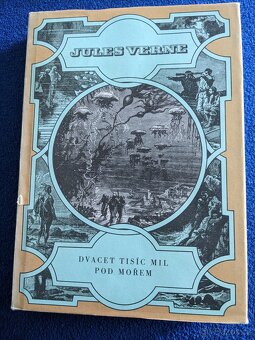 JULES VERNE
DVACET TISÍC MIL
POD MOŘEM